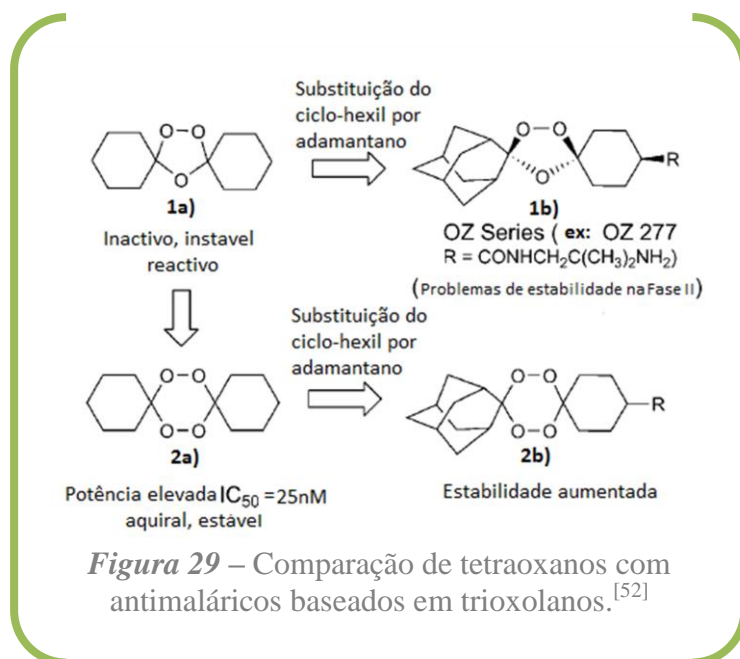 Substituição do
ciclo-hexil por
adamantano
O-O
O
1a)
Inactivo, instavel
reactivo
O-O
O
R
1b)
OZ Series ( ex: OZ 277
R = CONHCH2C(CH3)2NH2)
(Problemas de estabilidade na Fase II)
Substituição do
ciclo-hexil por
adamantano
O-O
O-O
2a)
Potência elevada IC50 =25nM
aquiral, estável
O-O
O-O
R
2b)
Estabilidade aumentada
Figura 29 – Comparação de tetraoxanos com
antimaláricos baseados em trioxolanos.[52]